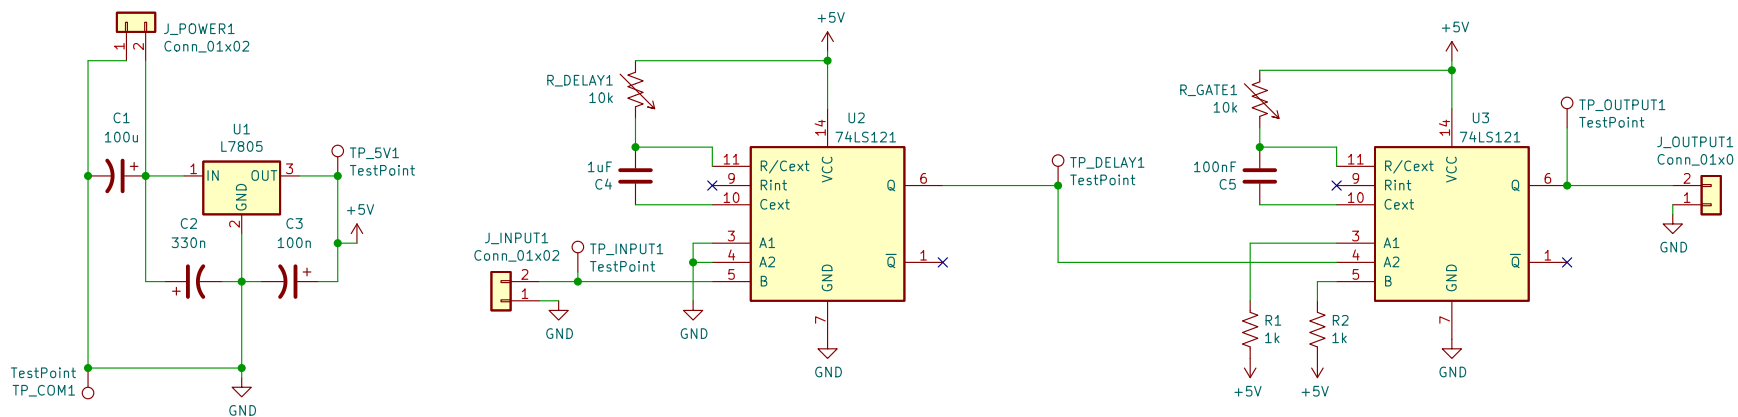 J_POWER1
Conn_01x02
1
2
C1
100u
+
U1
L7805
1
IN
OUT
3
GND
2
TP_5V1
TestPoint
+5V
C2
330n
+
C3
100n
+
TestPoint
TP_COM1
GND
J_INPUT1
Conn_01x02
2
1
GND
TP_INPUT1
TestPoint
R_DELAY1
10k
1uF
C4
+5V
GND
U2
74LS121
14
VCC
11
R/Cext
9
Rint
10
Cext
3
A1
4
A2
5
B
Q
6
Q
1
GND
7
GND
TP_DELAY1
TestPoint
R_GATE1
10k
100nF
C5
+5V
R1
1k
+5V
R2
1k
+5V
U3
74LS121
14
VCC
11
R/Cext
9
Rint
10
Cext
3
A1
4
A2
5
B
Q
6
Q
1
GND
7
GND
TP_OUTPUT1
TestPoint
J_OUTPUT1
Conn_01x0
2
1
GND